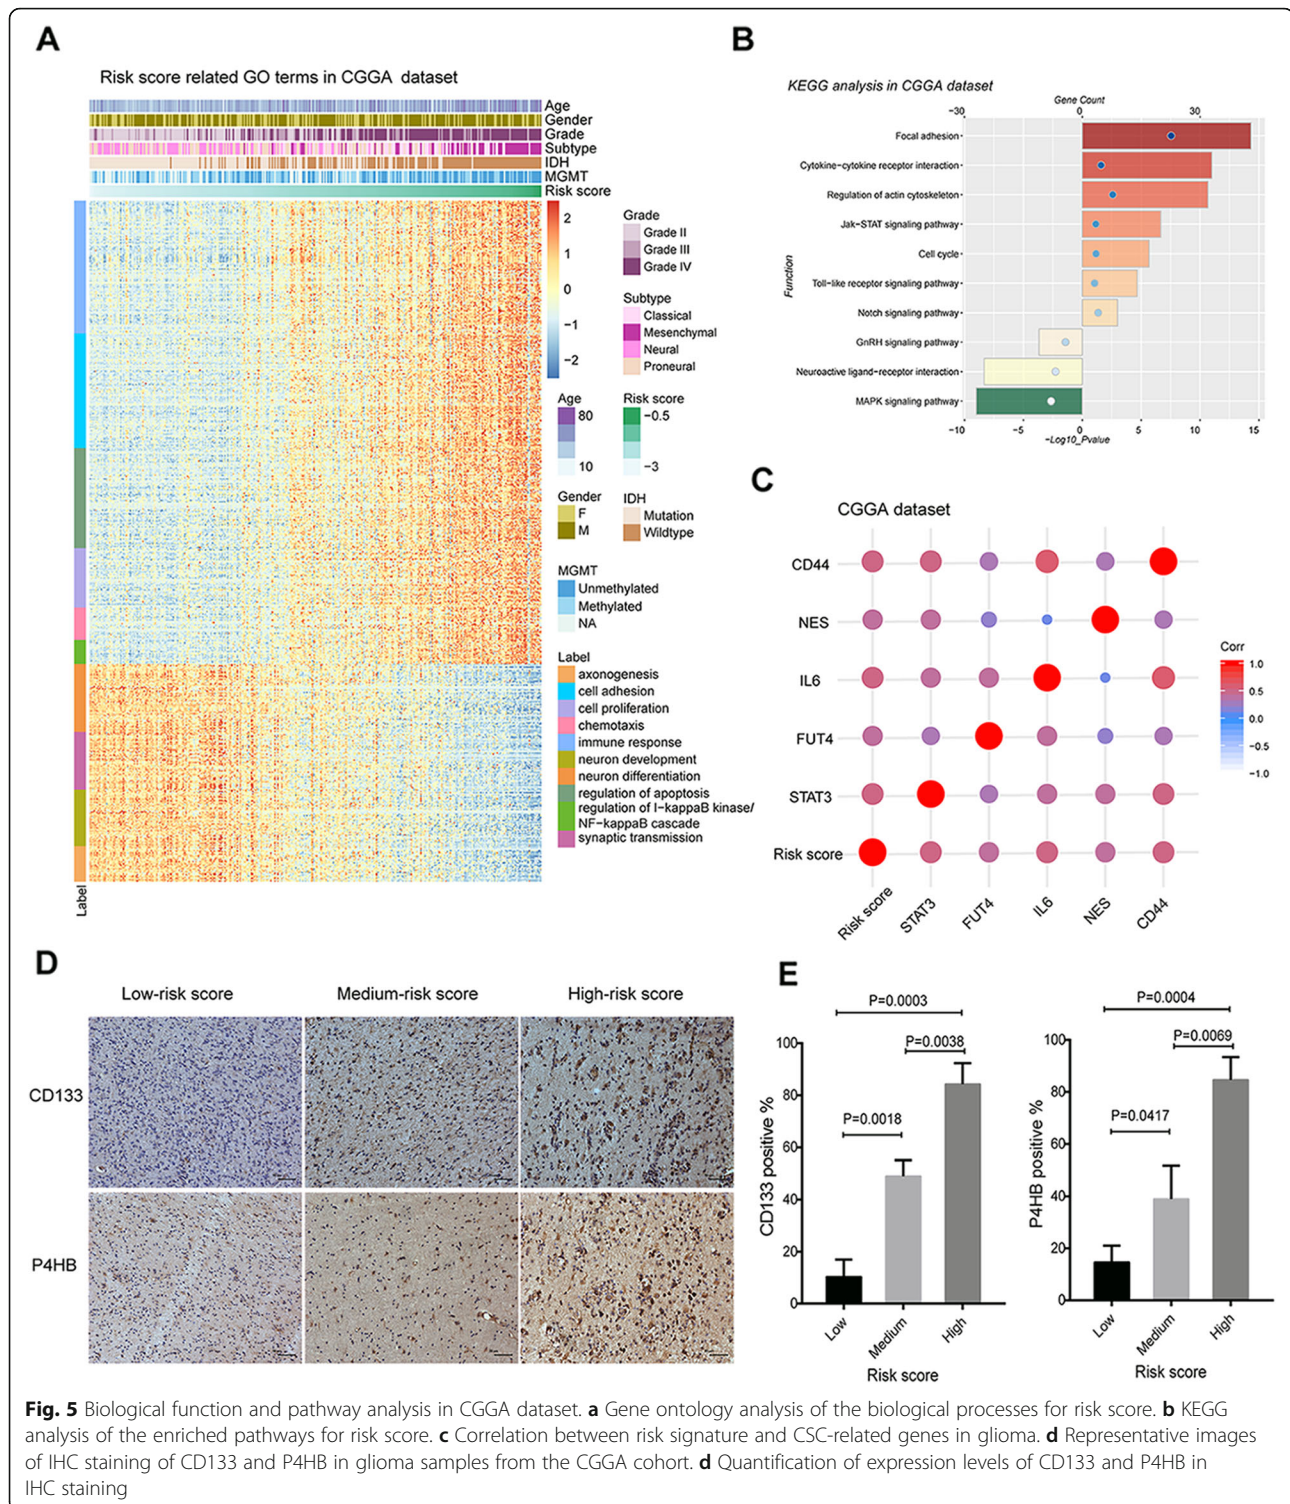 A
Risk score related GO terms in CGGA dataset
Age
Gender
Grade
Subtype
IDH
MGMT
Risk score
2
1
0
−1
−2
Grade
Grade II
Grade III
Grade IV
Subtype
Classical
Mesenchymal
Neural
Proneural
Age
80
10
Risk score
−0.5
−3
Gender
F
M
IDH
Mutation
Wildtype
MGMT
Unmethylated
Methylated
NA
Label
axonogenesis
cell adhesion
cell proliferation
chemotaxis
immune response
neuron development
neuron differentiation
regulation of apoptosis
regulation of I−kappaB kinase/
NF−kappaB cascade
synaptic transmission
Label
B
KEGG analysis in CGGA dataset
Gene Count
−30 0 30
Function
Focal adhesion
Cytokine−cytokine receptor interaction
Regulation of actin cytoskeleton
Jak−STAT signaling pathway
Cell cycle
Toll−like receptor signaling pathway
Notch signaling pathway
GnRH signaling pathway
Neuroactive ligand−receptor interaction
MAPK signaling pathway
−10 −5 0 5 10 15
−Log10_Pvalue
C
CGGA dataset
CD44
NES
IL6
FUT4
STAT3
Risk score
Risk score STAT3 FUT4 IL6 NES CD44
Corr
1.0
0.5
0.0
−0.5
−1.0
D
Low-risk score Medium-risk score High-risk score
CD133
P4HB
E
P=0.0003
P=0.0038
P=0.0018
CD133 positive %
100
80
60
40
20
0
Low Medium High
Risk score
P=0.0004
P=0.0069
P=0.0417
P4HB positive %
100
80
60
40
20
0
Low Medium High
Risk score
Fig. 5 Biological function and pathway analysis in CGGA dataset. a Gene ontology analysis of the biological processes for risk score. b KEGG
analysis of the enriched pathways for risk score. c Correlation between risk signature and CSC-related genes in glioma. d Representative images
of IHC staining of CD133 and P4HB in glioma samples from the CGGA cohort. d Quantification of expression levels of CD133 and P4HB in
IHC staining